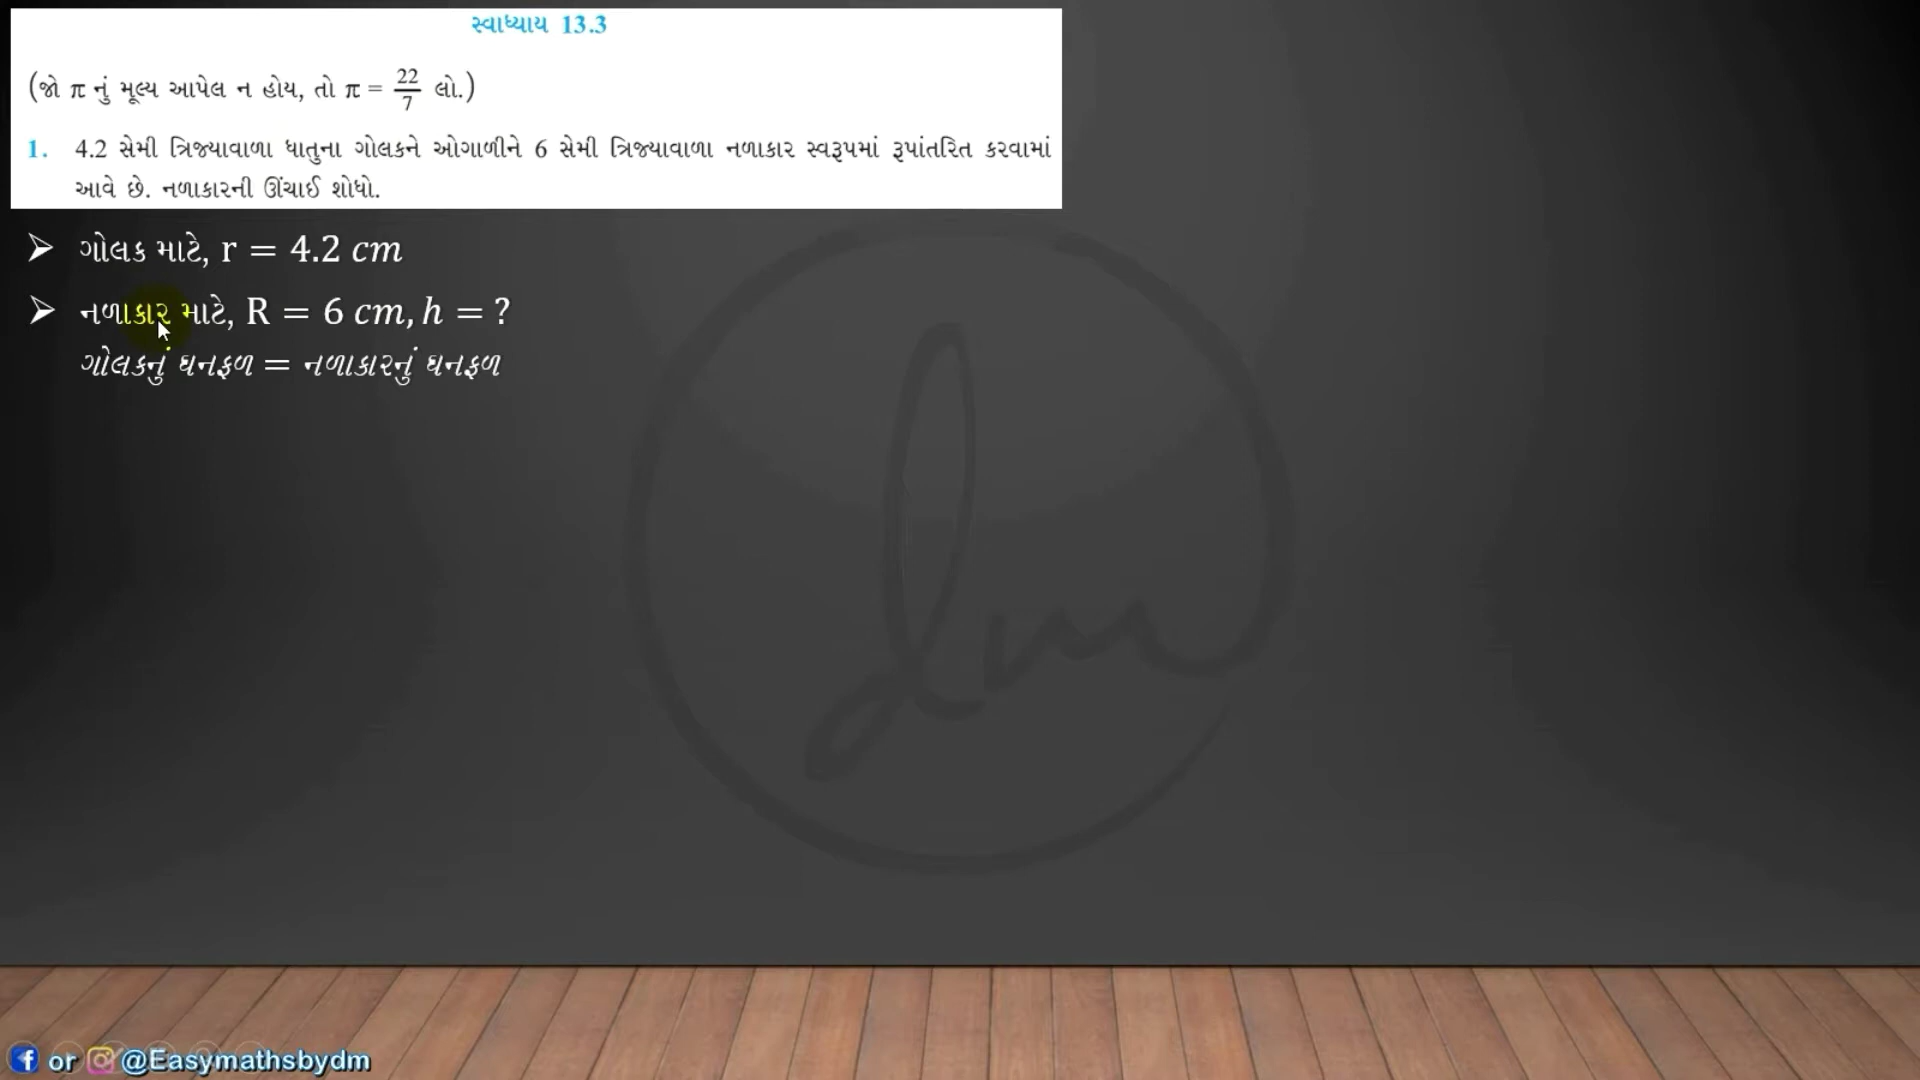 સ્વાધ્યાય 13.3
(જો π નું મૂલ્ય આપેલ ન હોય, તો π = 22/7 લો.)
1. 4.2 સેમી ત્રિજ્યાવાળા ધાતુના ગોલકને ઓગાળીને 6 સેમી ત્રિજ્યાવાળા નળાકાર સ્વરૂપમાં રૂપાંતરિત કરવામાં
આવે છે. નળાકારની ઊંચાઈ શોધો.
➢ ગોલક માટે, r = 4.2 cm
➢ નળાકાર માટે, R = 6 cm, h = ?
ગોલકનું ઘનફળ = નળાકારનું ઘનફળ
dm
f or @Easymathsbydm